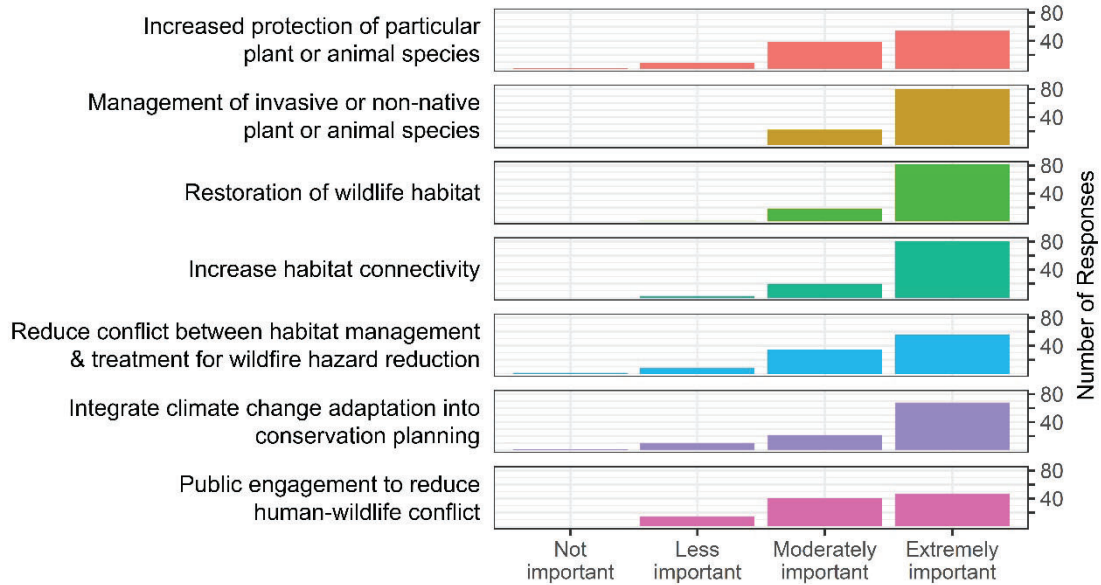 Increased protection of particular
plant or animal species
80
40
Management of invasive or non-native
plant or animal species
80
40
Restoration of wildlife habitat
80
40
Increase habitat connectivity
80
40
Reduce conflict between habitat management
& treatment for wildfire hazard reduction
80
40
Integrate climate change adaptation into
conservation planning
80
40
Public engagement to reduce
human-wildlife conflict
80
40
Number of Responses
Not
important
Less
important
Moderately
important
Extremely
important